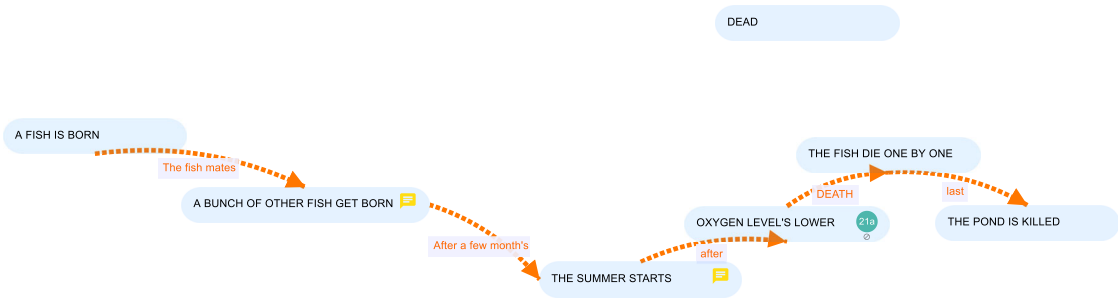 DEAD
A FISH IS BORN
The fish mates
A BUNCH OF OTHER FISH GET BORN
After a few month's
THE SUMMER STARTS
after
OXYGEN LEVEL'S LOWER
21a
DEATH
THE FISH DIE ONE BY ONE
last
THE POND IS KILLED